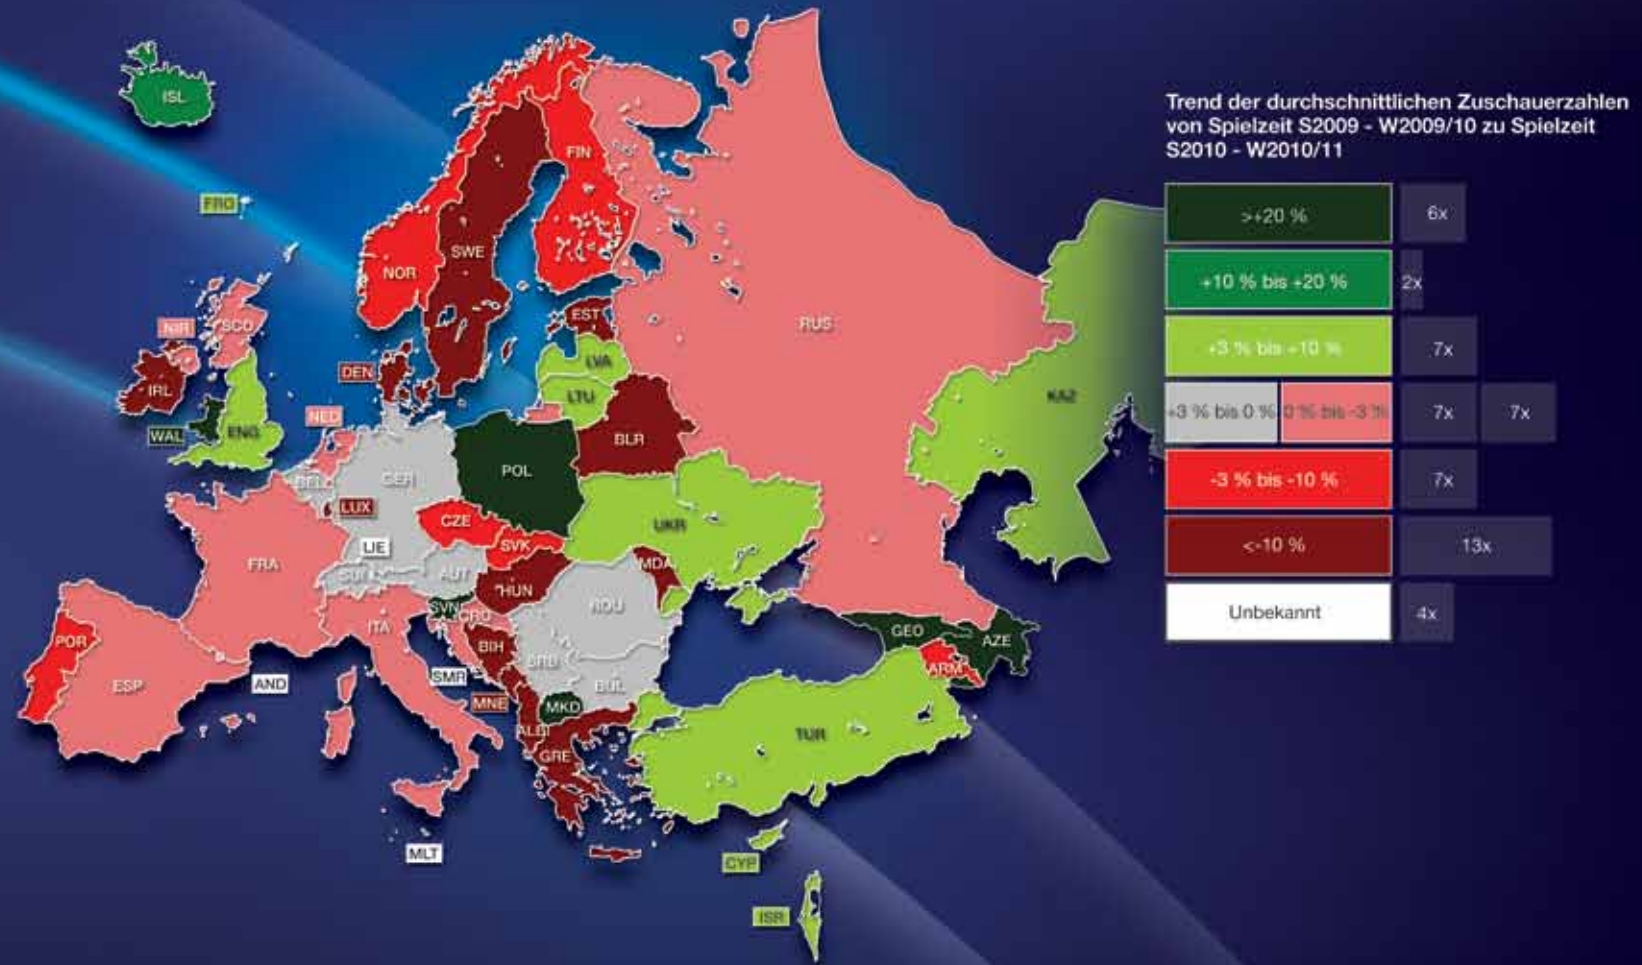 Trend der durchschnittlichen Zuschauerzahlen
von Spielzeit S2009 - W2009/10 zu Spielzeit
S2010 - W2010/11
>+20 % 6x
+10 % bis +20 % 2x
+3 % bis +10 % 7x
+3 % bis 0 % 0 % bis -3 % 7x 7x
-3 % bis -10 % 7x
<-10 % 13x
Unbekannt 4x
ISL
FRO
FIN
SWE
NOR
RUS
EST
NIR
SCO
LVA
DEN
IRL
LTU
KAZ
NED
WAL
ENG
BLR
POL
BEL
GER
LUX
CZE
UKR
LIE
SVK
FRA
MDA
SUI
AUT
HUN
SVN
CRO
ROU
ITA
GEO
AZE
POR
BIH
SRB
ARM
ESP
AND
SMR
BUL
MNE
MKD
ALB
TUR
GRE
MLT
CYP
ISR